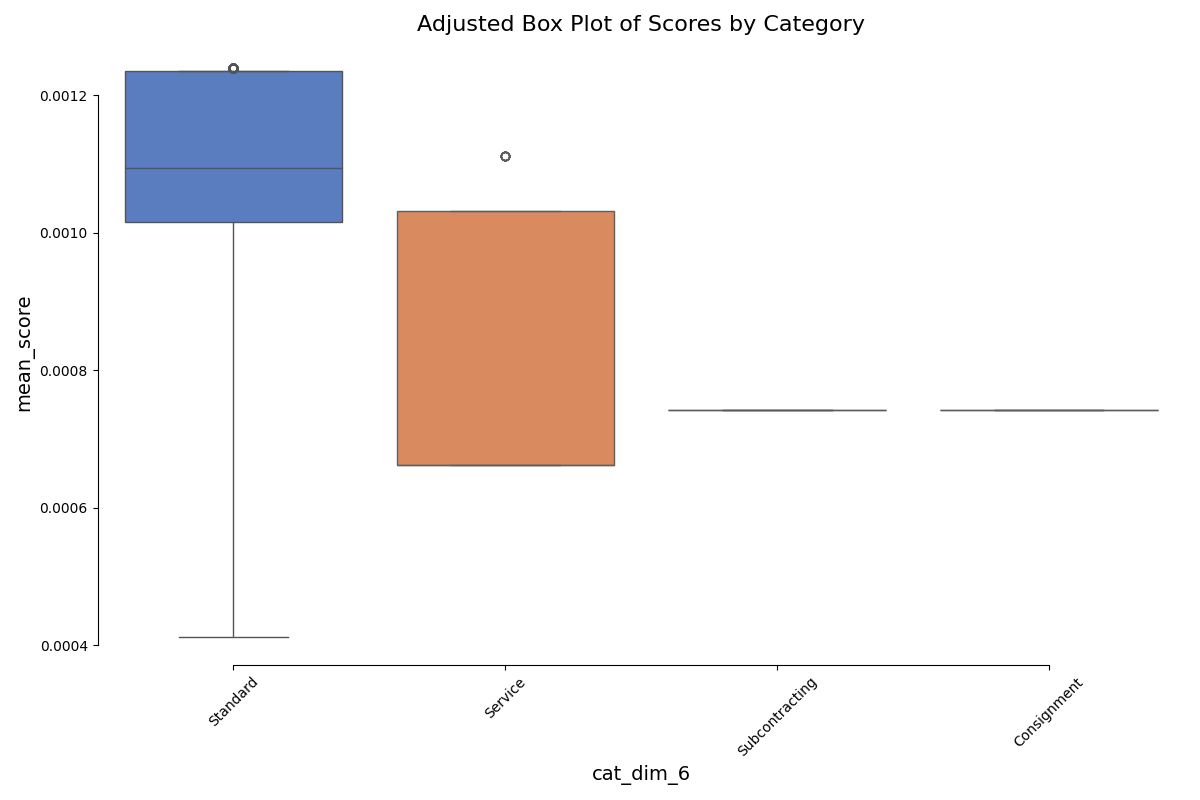 Adjusted Box Plot of Scores by Category
mean_score
0.0012
0.0010
0.0008
0.0006
0.0004
Standard
Service
Subcontracting
Consignment
cat_dim_6